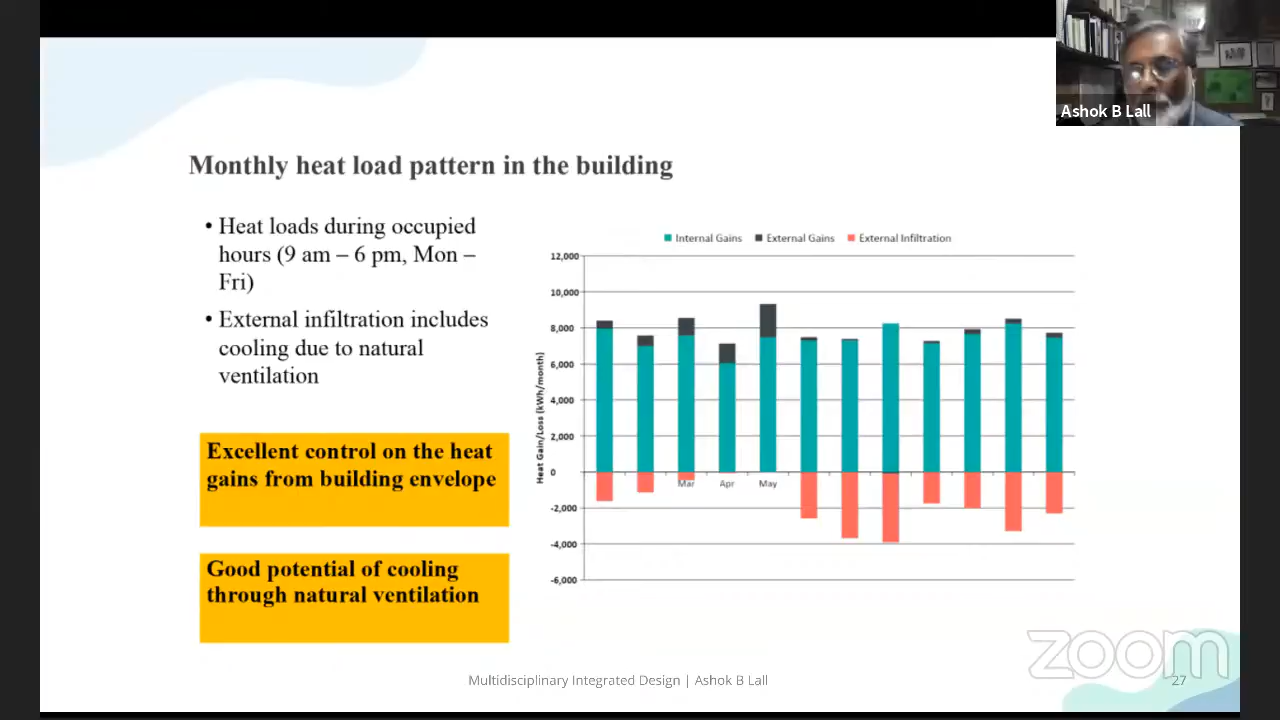 Ashok B Lall
Monthly heat load pattern in the building
• Heat loads during occupied
hours (9 am – 6 pm, Mon –
Fri)
• External infiltration includes
cooling due to natural
ventilation
Excellent control on the heat
gains from building envelope
Good potential of cooling
through natural ventilation
Internal Gains External Gains External Infiltration
Heat Gain/Loss (kWh/month)
12,000
10,000
8,000
6,000
4,000
2,000
0
-2,000
-4,000
-6,000
Mar Apr May
zoom
Multidisciplinary Integrated Design | Ashok B Lall
27